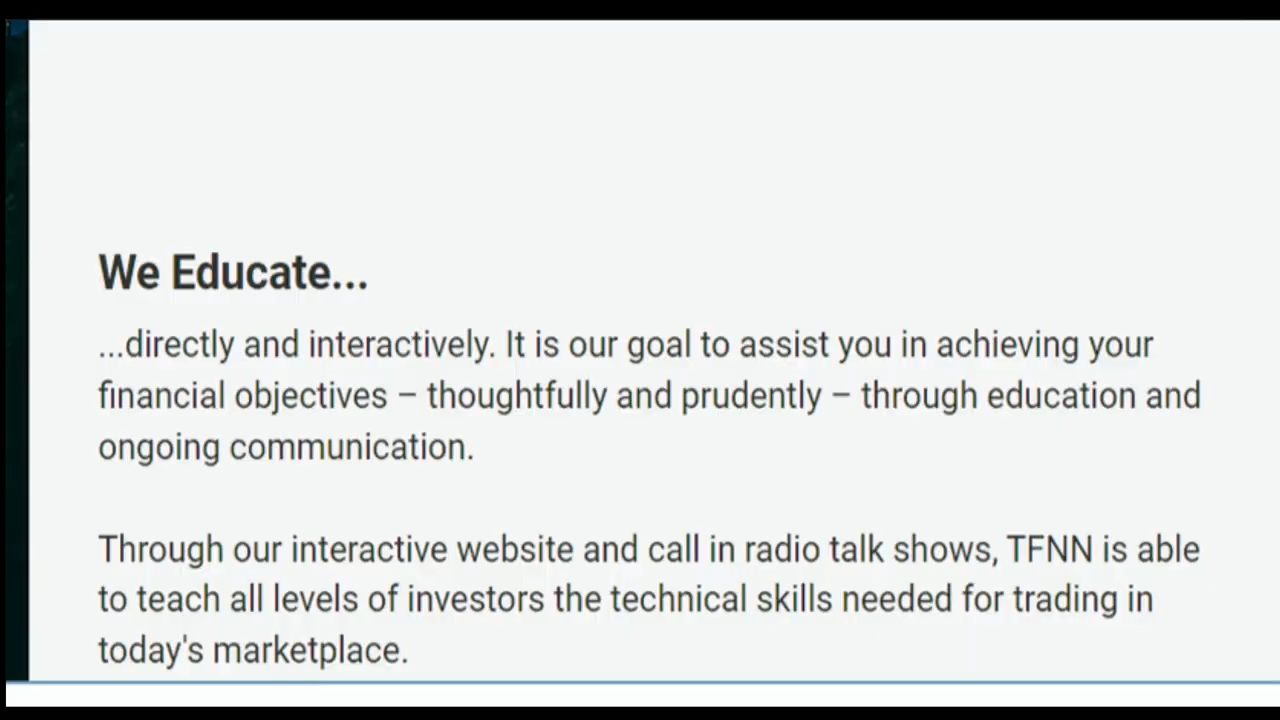 We Educate...
...directly and interactively. It is our goal to assist you in achieving your
financial objectives – thoughtfully and prudently – through education and
ongoing communication.
Through our interactive website and call in radio talk shows, TFNN is able
to teach all levels of investors the technical skills needed for trading in
today's marketplace.